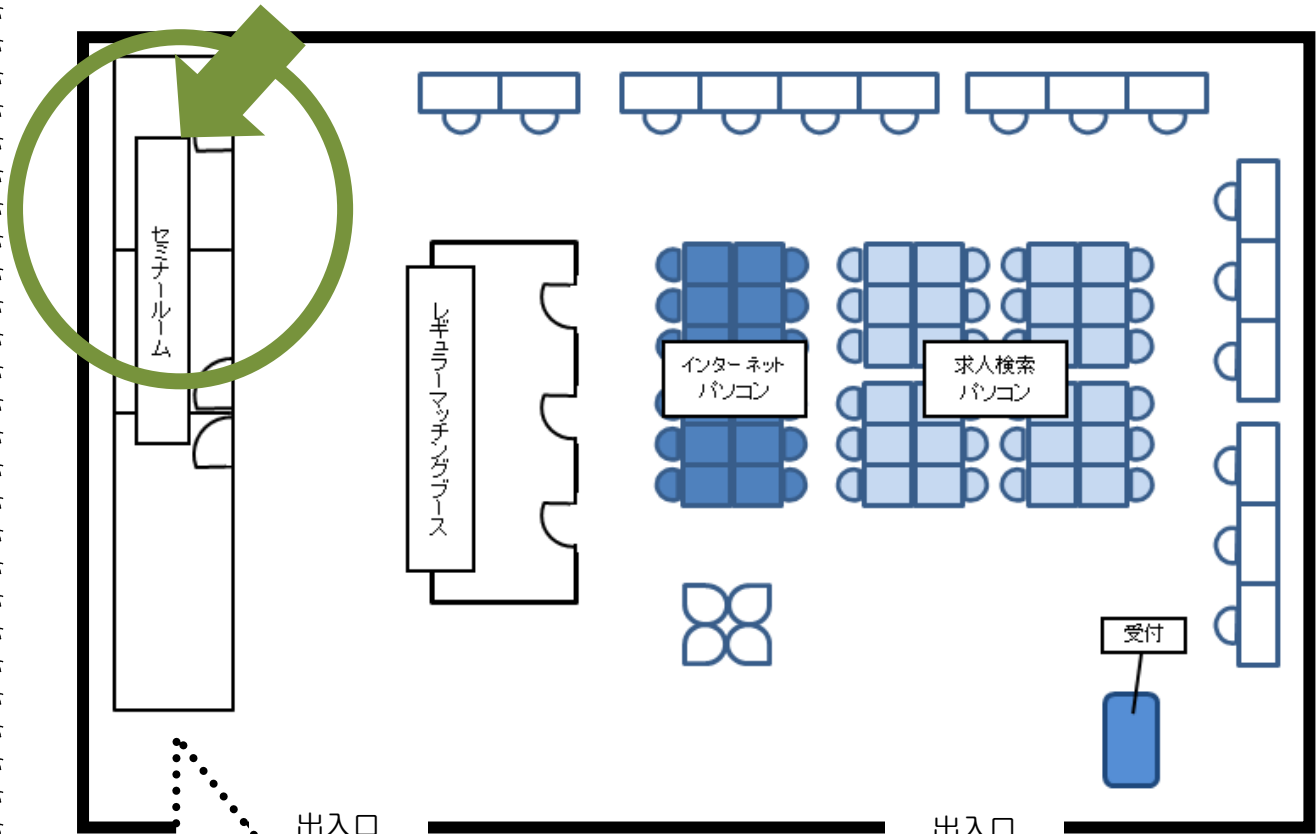 セミナールーム
レギュラーマッチングブース
インターネット
パソコン
求人検索
パソコン
受付
出入口
出入口